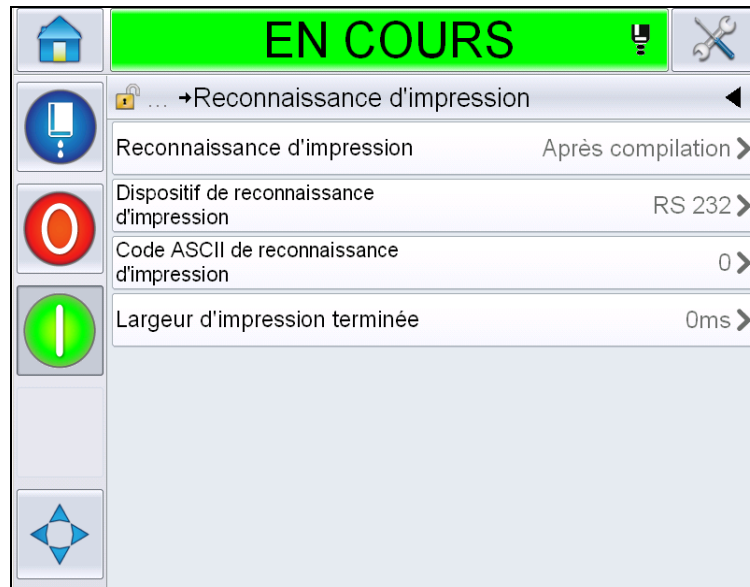 EN COURS
... →Reconnaissance d'impression
Reconnaissance d'impression Après compilation
Dispositif de reconnaissance
d'impression RS 232
Code ASCII de reconnaissance
d'impression 0
Largeur d'impression terminée 0ms